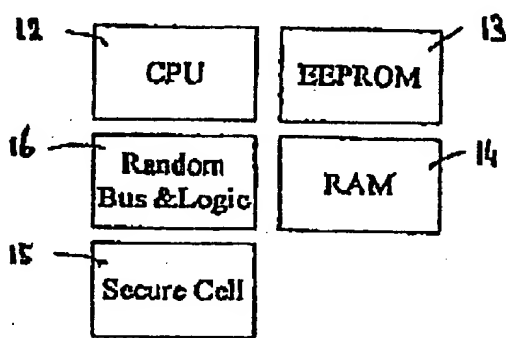 12
CPU
EEPROM
13
16
Random
Bus &Logic
RAM
14
15
Secure Cell